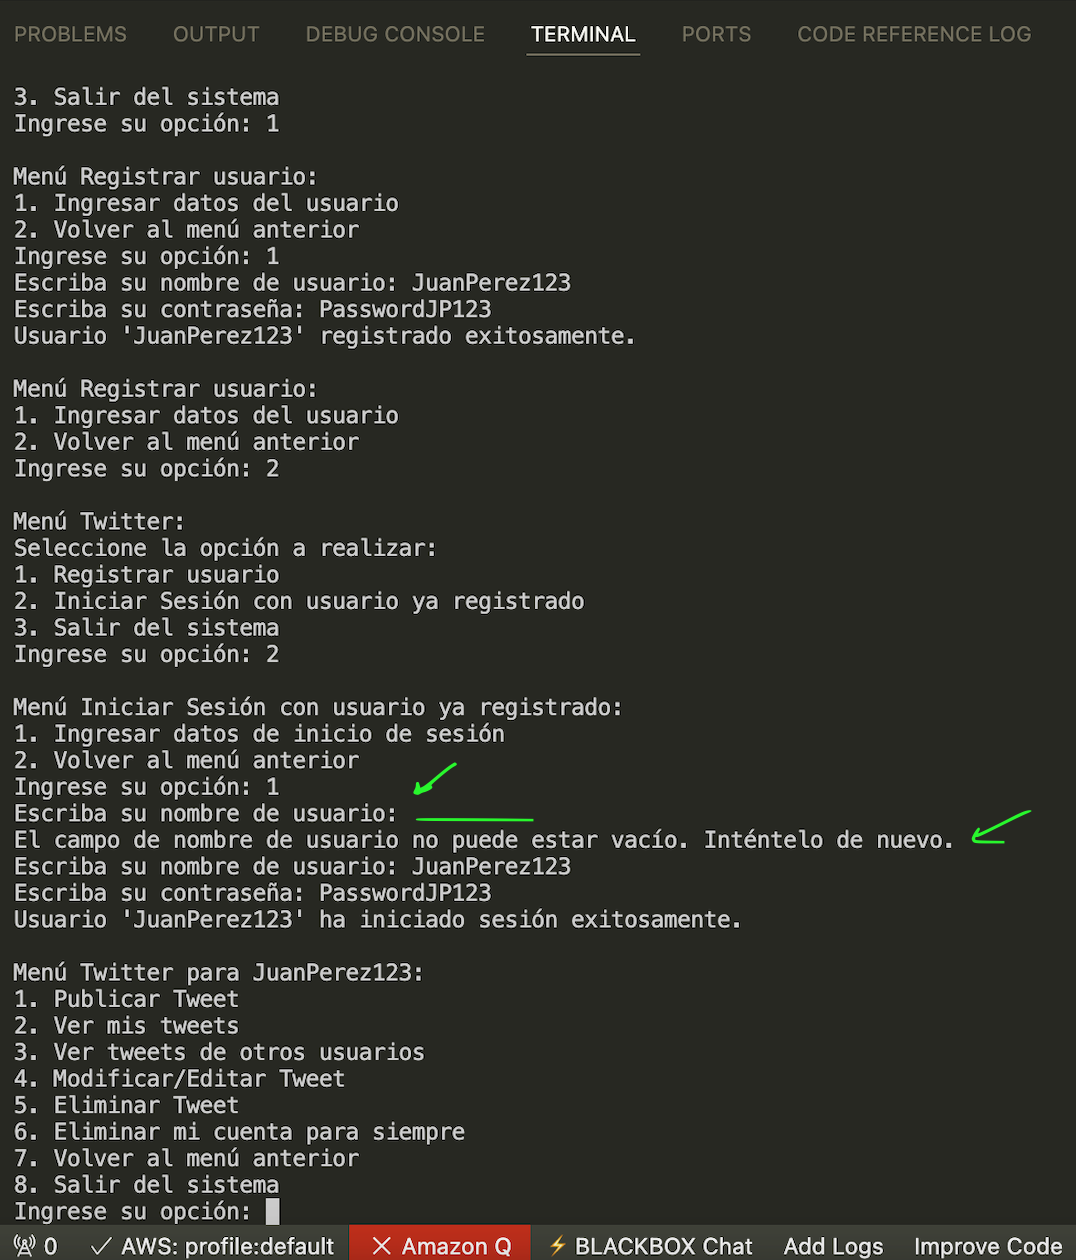 PROBLEMS OUTPUT DEBUG CONSOLE TERMINAL PORTS CODE REFERENCE LOG
3. Salir del sistema
Ingrese su opción: 1
Menú Registrar usuario:
1. Ingresar datos del usuario
2. Volver al menú anterior
Ingrese su opción: 1
Escriba su nombre de usuario: JuanPerez123
Escriba su contraseña: PasswordJP123
Usuario 'JuanPerez123' registrado exitosamente.
Menú Registrar usuario:
1. Ingresar datos del usuario
2. Volver al menú anterior
Ingrese su opción: 2
Menú Twitter:
Seleccione la opción a realizar:
1. Registrar usuario
2. Iniciar Sesión con usuario ya registrado
3. Salir del sistema
Ingrese su opción: 2
Menú Iniciar Sesión con usuario ya registrado:
1. Ingresar datos de inicio de sesión
2. Volver al menú anterior
Ingrese su opción: 1
Escriba su nombre de usuario:
El campo de nombre de usuario no puede estar vacío. Inténtelo de nuevo.
Escriba su nombre de usuario: JuanPerez123
Escriba su contraseña: PasswordJP123
Usuario 'JuanPerez123' ha iniciado sesión exitosamente.
Menú Twitter para JuanPerez123:
1. Publicar Tweet
2. Ver mis tweets
3. Ver tweets de otros usuarios
4. Modificar/Editar Tweet
5. Eliminar Tweet
6. Eliminar mi cuenta para siempre
7. Volver al menú anterior
8. Salir del sistema
Ingrese su opción:
0 AWS: profile:default Amazon Q BLACKBOX Chat Add Logs Improve Code